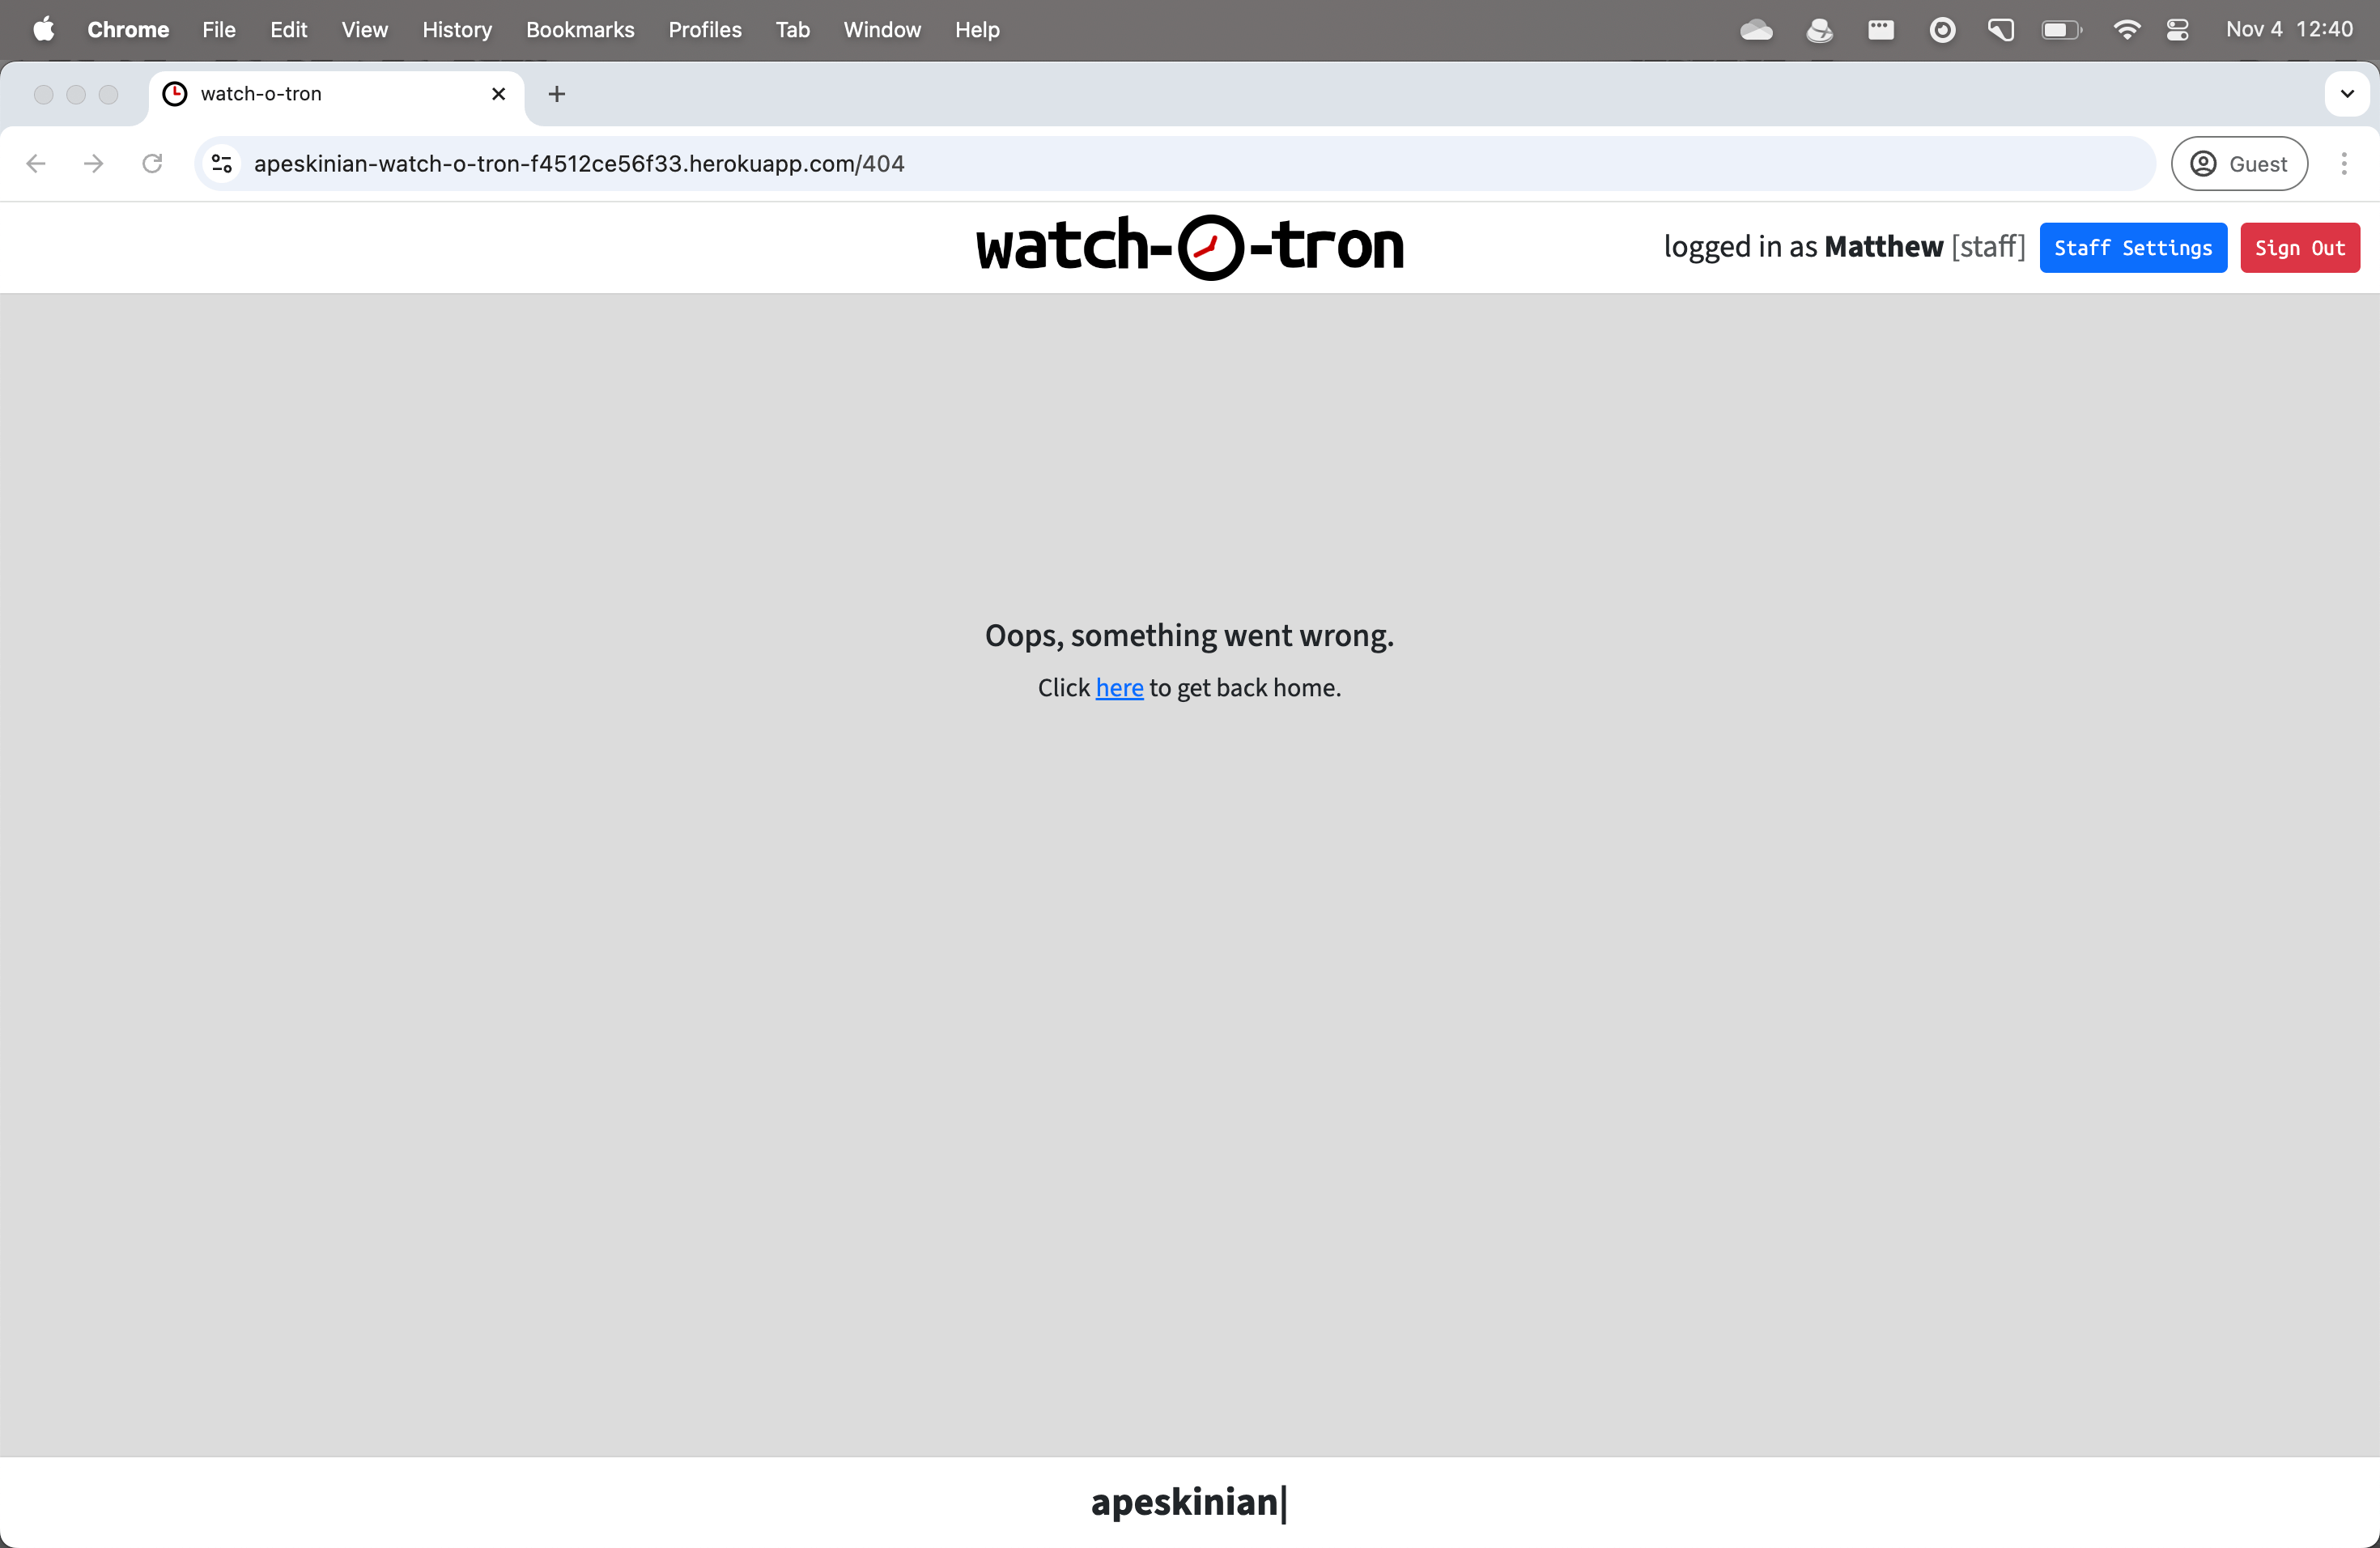 Chrome File Edit View History Bookmarks Profiles Tab Window Help Nov 4 12:40
watch-o-tron
apeskinian-watch-o-tron-f4512ce56f33.herokuapp.com/404 Guest
watch-o-tron logged in as Matthew [staff] Staff Settings Sign Out
Oops, something went wrong.
Click here to get back home.
apeskinian|